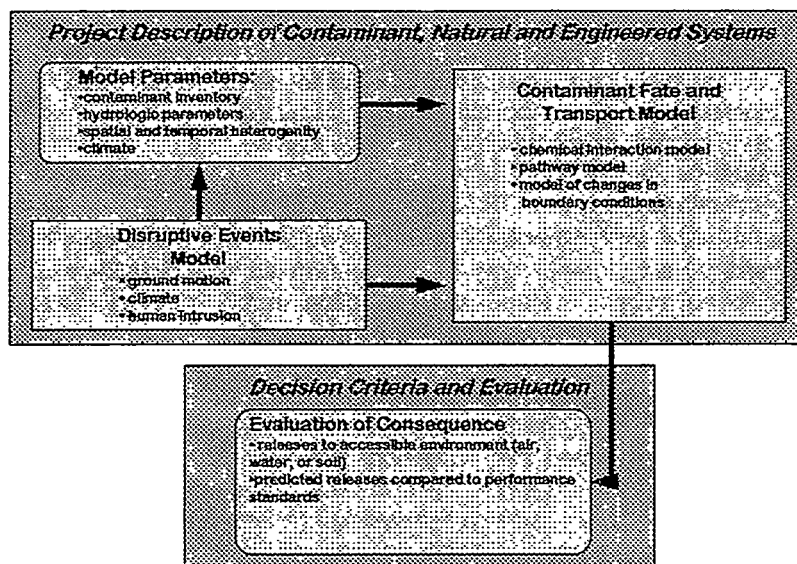 Project Description of Contaminant, Natural and Engineered Systems
Model Parameters:
•contaminant inventory
•hydrologic parameters
•spatial and temporal heterogenity
•climate
Contaminant Fate and
Transport Model
• chemical interaction model
• pathway model
• model of changes in
boundary conditions
Disruptive Events
Model
• ground motion
• climate
• human intrusion
Decision Criteria and Evaluation
Evaluation of Consequence
•releases to accessible environment (air,
water, or soil)
•predicted releases compared to performance
standards